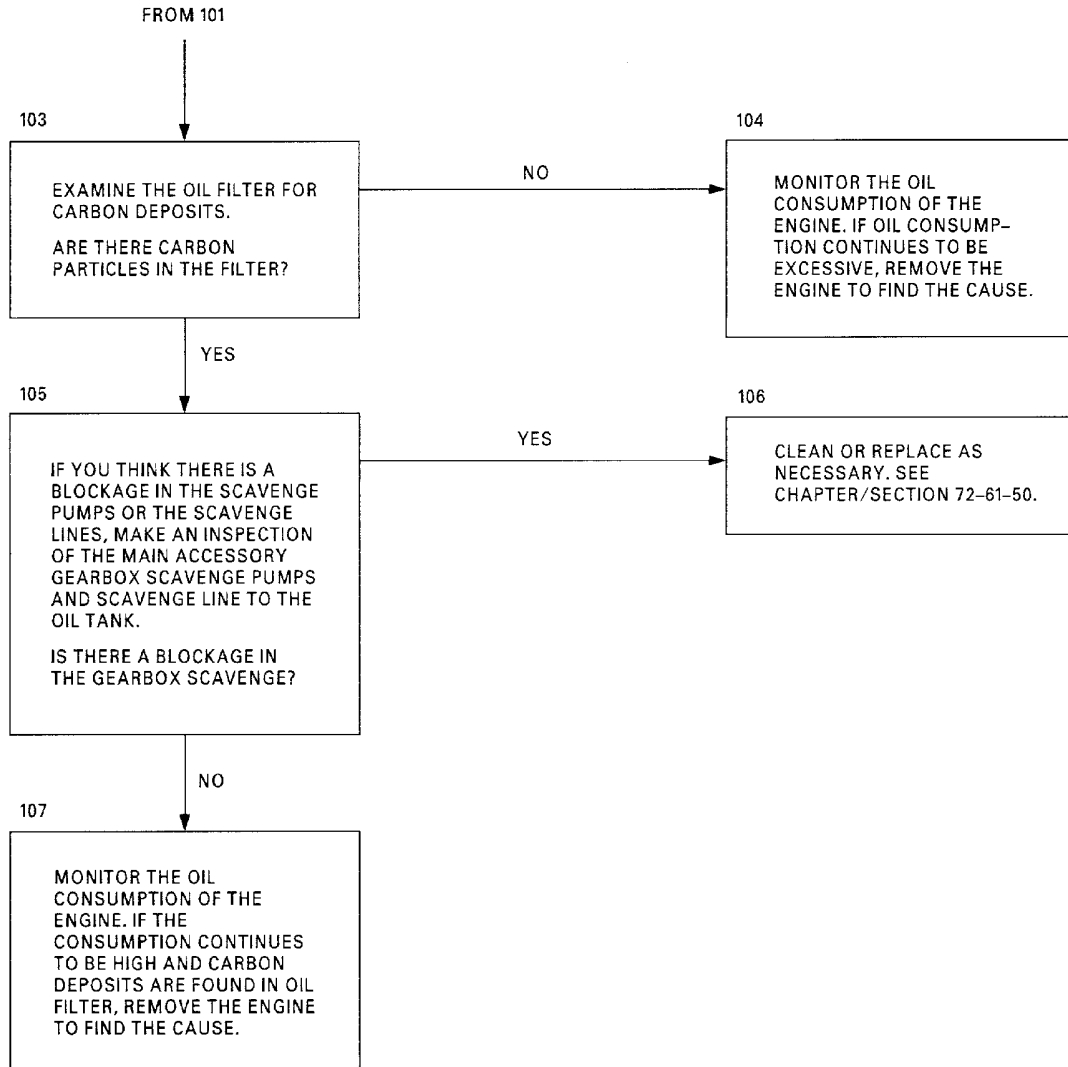 FROM 101
103
EXAMINE THE OIL FILTER FOR
CARBON DEPOSITS.
ARE THERE CARBON
PARTICLES IN THE FILTER?
NO
104
MONITOR THE OIL
CONSUMPTION OF THE
ENGINE. IF OIL CONSUMP–
TION CONTINUES TO BE
EXCESSIVE, REMOVE THE
ENGINE TO FIND THE CAUSE.
YES
105
IF YOU THINK THERE IS A
BLOCKAGE IN THE SCAVENGE
PUMPS OR THE SCAVENGE
LINES, MAKE AN INSPECTION
OF THE MAIN ACCESSORY
GEARBOX SCAVENGE PUMPS
AND SCAVENGE LINE TO THE
OIL TANK.
IS THERE A BLOCKAGE IN
THE GEARBOX SCAVENGE?
YES
106
CLEAN OR REPLACE AS
NECESSARY. SEE
CHAPTER/SECTION 72–61–50.
NO
107
MONITOR THE OIL
CONSUMPTION OF THE
ENGINE. IF THE
CONSUMPTION CONTINUES
TO BE HIGH AND CARBON
DEPOSITS ARE FOUND IN OIL
FILTER, REMOVE THE ENGINE
TO FIND THE CAUSE.